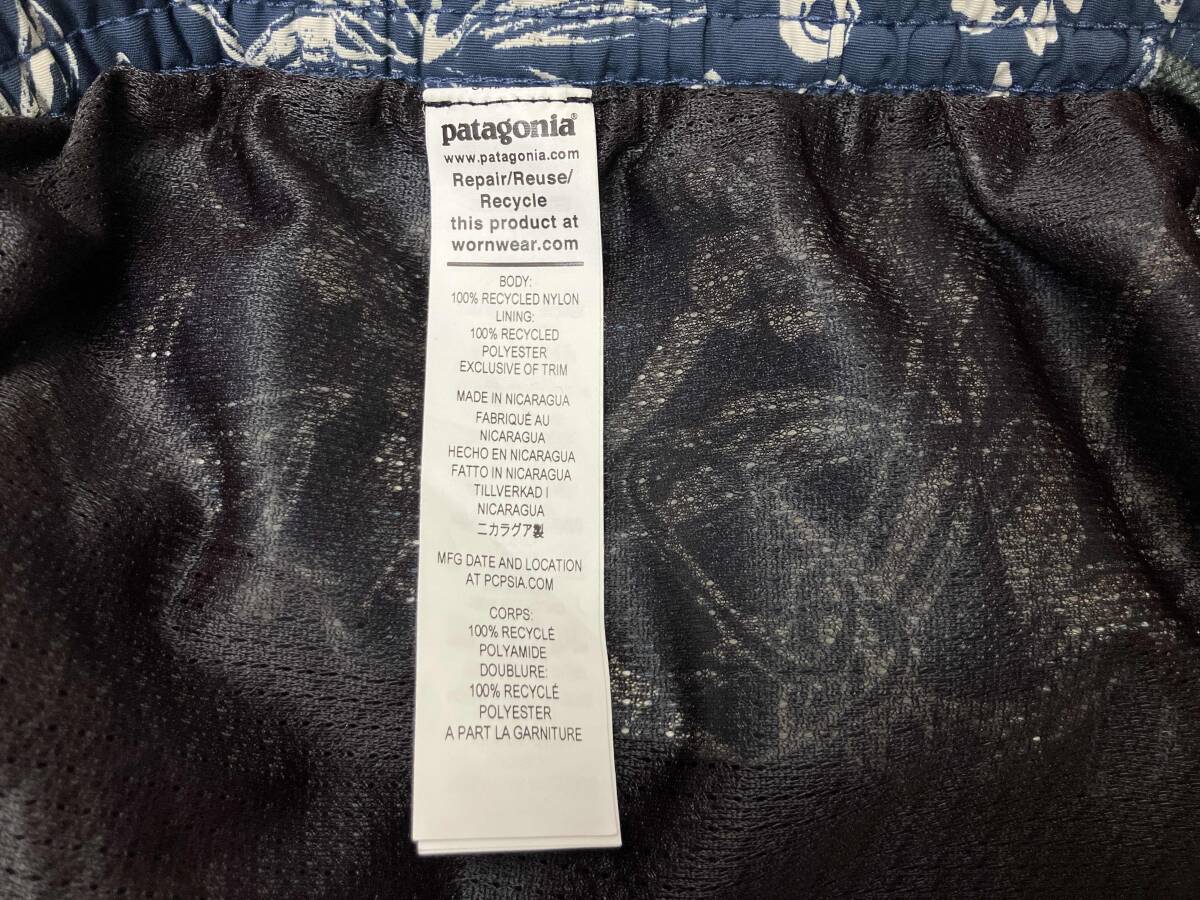 patagonia®
www.patagonia.com
Repair/Reuse/
Recycle
this product at
wornwear.com
BODY:
100% RECYCLED NYLON
LINING:
100% RECYCLED
POLYESTER
EXCLUSIVE OF TRIM
MADE IN NICARAGUA
FABRIQUÉ AU
NICARAGUA
HECHO EN NICARAGUA
FATTO IN NICARAGUA
TILLVERKAD I
NICARAGUA
ニカラグア製
MFG DATE AND LOCATION
AT PCPSIA.COM
CORPS:
100% RECYCLÉ
POLYAMIDE
DOUBLURE:
100% RECYCLÉ
POLYESTER
A PART LA GARNITURE